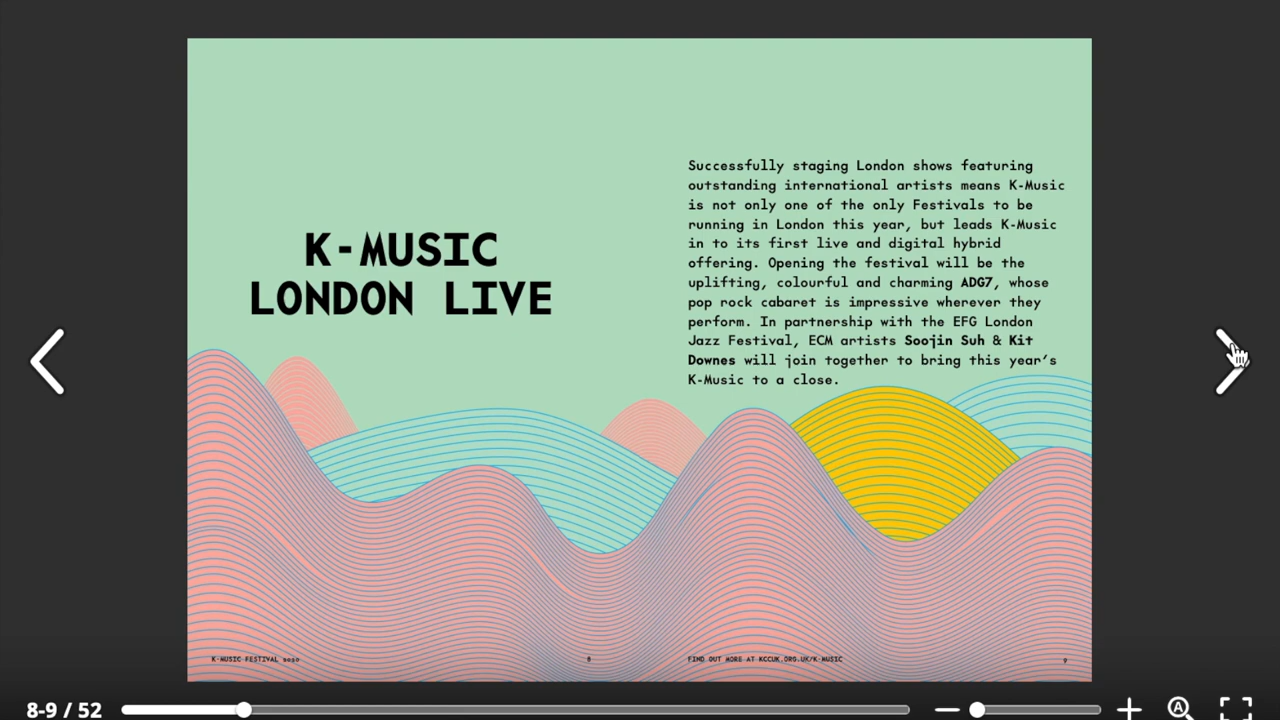 K-MUSIC
LONDON LIVE
Successfully staging London shows featuring
outstanding international artists means K-Music
is not only one of the only Festivals to be
running in London this year, but leads K-Music
in to its first live and digital hybrid
offering. Opening the festival will be the
uplifting, colourful and charming ADG7, whose
pop rock cabaret is impressive wherever they
perform. In partnership with the EFG London
Jazz Festival, ECM artists Soojin Suh & Kit
Downes will join together to bring this year's
K-Music to a close.
K-MUSIC FESTIVAL 2020
8
FIND OUT MORE AT KCCUK.ORG.UK/K-MUSIC
9
8-9 / 52